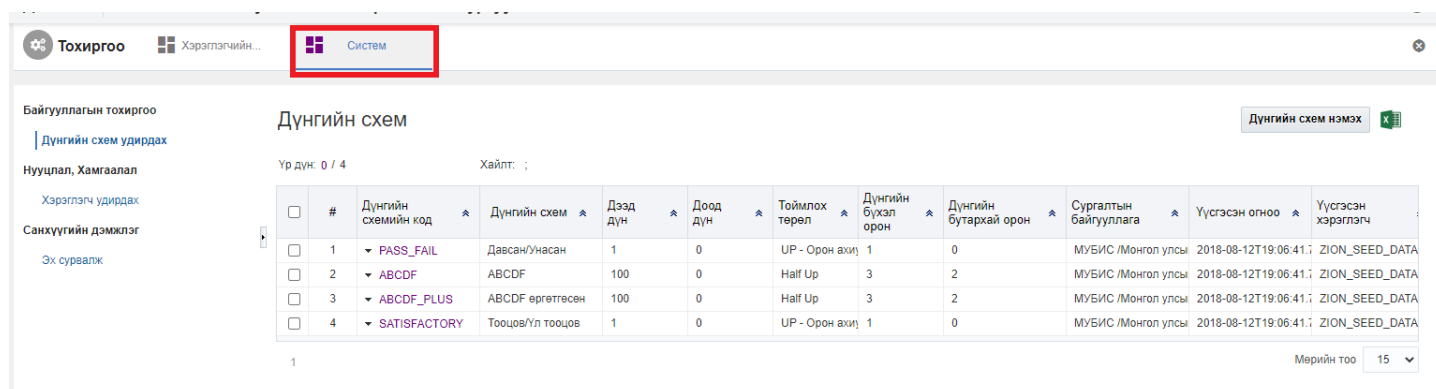 Тохиргоо
Хэрэглэгчийн...
Систем
Байгууллагын тохиргоо
Дүнгийн схем удирдах
Нууцлал, Хамгаалал
Хэрэглэгч удирдах
Санхүүгийн дэмжлэг
Эх сурвалж
Дүнгийн схем
Дүнгийн схем нэмэх
Үр дүн: 0 / 4 Хайлт: ;
# Дүнгийн схемийн код Дүнгийн схем Дээд дүн Доод дүн Тоймлох төрөл Дүнгийн бүхэл орон Дүнгийн бутархай орон Сургалтын байгууллага Үүсгэсэн огноо Үүсгэсэн хэрэглэгч
1 PASS_FAIL Давсан/Унасан 1 0 UP - Орон ахиу 1 0 МУБИС /Монгол улсы 2018-08-12T19:06:41.7 ZION_SEED_DATA
2 ABCDF ABCDF 100 0 Half Up 3 2 МУБИС /Монгол улсы 2018-08-12T19:06:41.7 ZION_SEED_DATA
3 ABCDF_PLUS ABCDF өргөтгөсөн 100 0 Half Up 3 2 МУБИС /Монгол улсы 2018-08-12T19:06:41.7 ZION_SEED_DATA
4 SATISFACTORY Тооцов/Үл тооцов 1 0 UP - Орон ахиу 1 0 МУБИС /Монгол улсы 2018-08-12T19:06:41.7 ZION_SEED_DATA
1
Мөрийн тоо 15